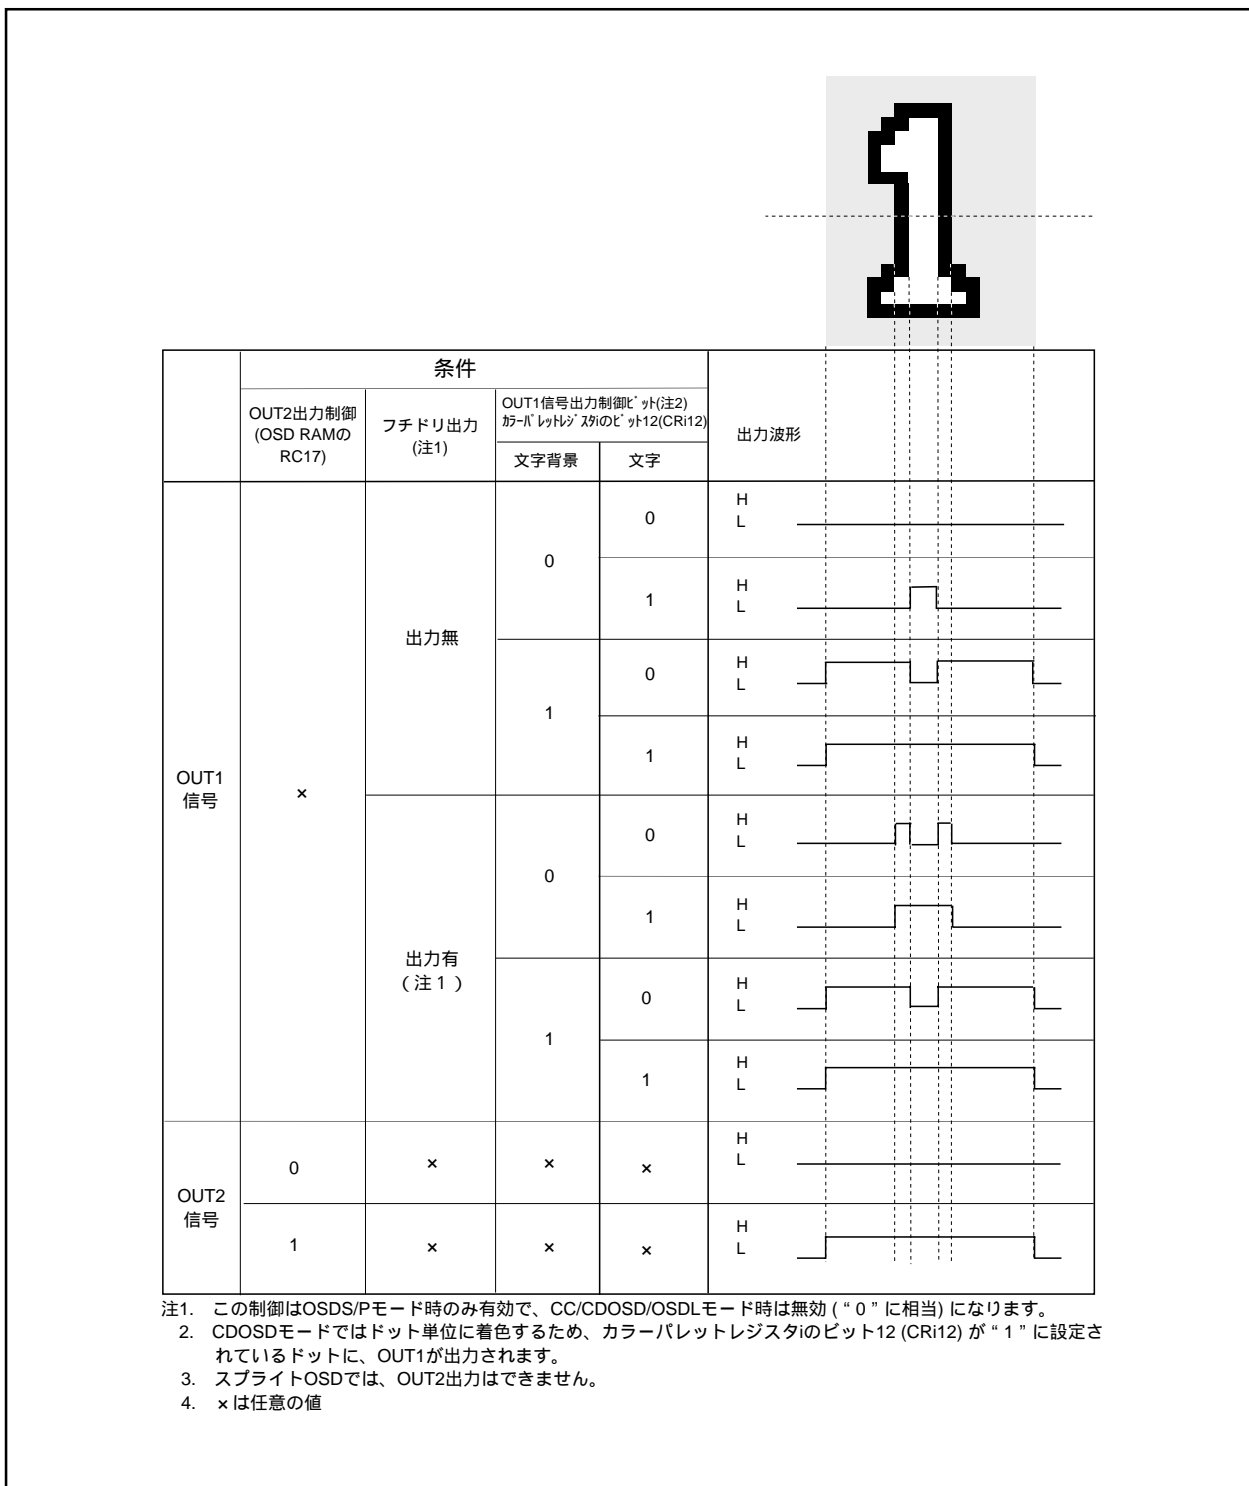 条件
OUT2出力制御
(OSD RAMの
RC17)
フチドリ出力
(注1)
OUT1信号出力制御ﾋﾞｯﾄ(注2)
ｶﾗｰﾊﾟﾚｯﾄﾚｼﾞｽﾀiのﾋﾞｯﾄ12(CRi12)
文字背景
文字
出力波形
OUT1
信号
×
出力無
0
0
H
L
1
H
L
1
0
H
L
1
H
L
出力有
(注1)
0
0
H
L
1
H
L
1
0
H
L
1
H
L
OUT2
信号
0
×
×
×
H
L
1
×
×
×
H
L
注1. この制御はOSDS/Pモード時のみ有効で、CC/CDOSD/OSDLモード時は無効 ( “ 0 ” に相当) になります。
2. CDOSDモードではドット単位に着色するため、カラーパレットレジスタiのビット12 (CRi12) が “ 1 ” に設定さ
れているドットに、OUT1が出力されます。
3. スプライトOSDでは、OUT2出力はできません。
4. ×は任意の値